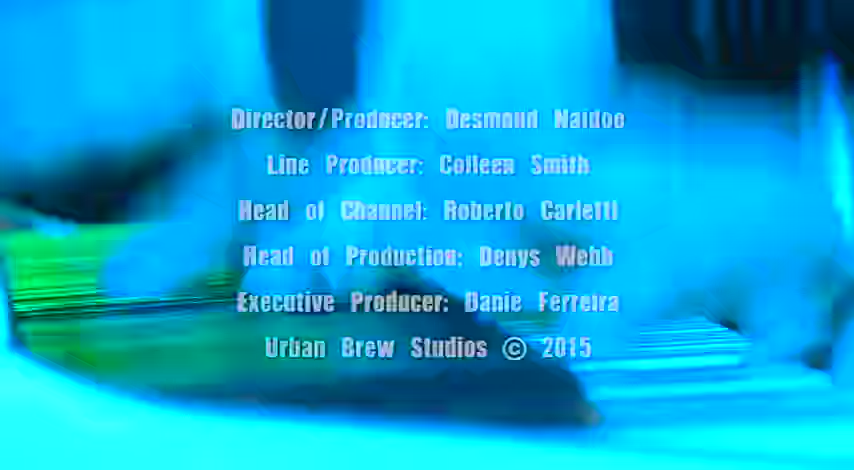 Director/Producer: Desmond Naidoo
Line Producer: Colleen Smith
Head of Channel: Roberto Carletti
Head of Production: Denys Webb
Executive Producer: Danie Ferreira
Urban Brew Studios © 2015